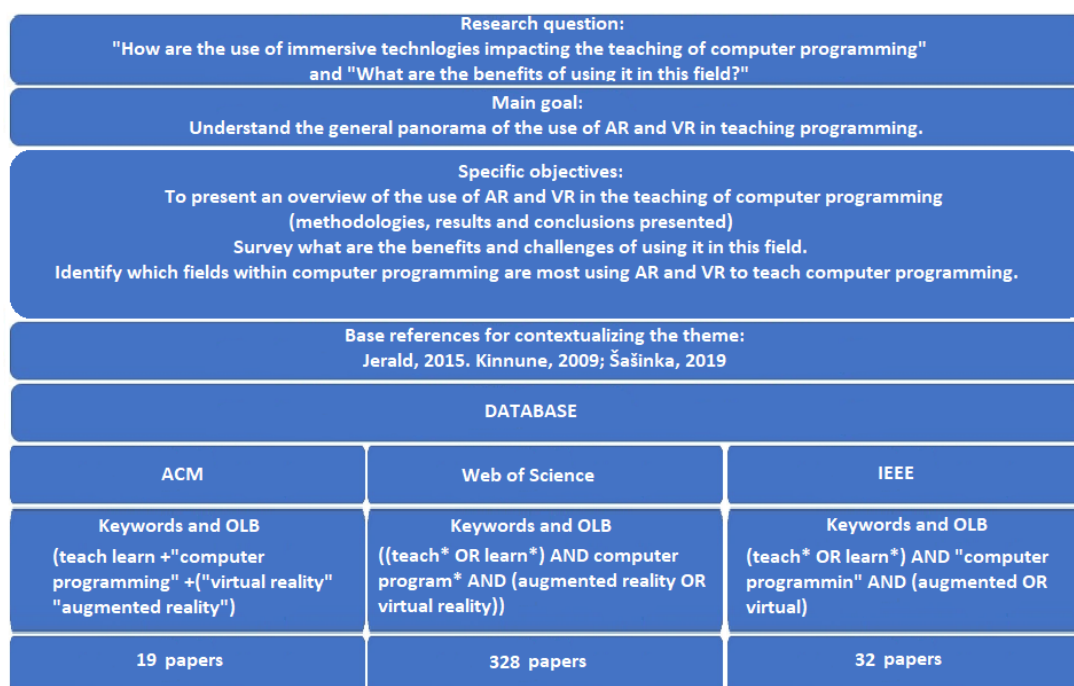 Research question:
"How are the use of immersive technlogies impacting the teaching of computer programming"
and "What are the benefits of using it in this field?"
Main goal:
Understand the general panorama of the use of AR and VR in teaching programming.
Specific objectives:
To present an overview of the use of AR and VR in the teaching of computer programming
(methodologies, results and conclusions presented)
Survey what are the benefits and challenges of using it in this field.
Identify which fields within computer programming are most using AR and VR to teach computer programming.
Base references for contextualizing the theme:
Jerald, 2015. Kinnune, 2009; Šašinka, 2019
DATABASE
ACM
Web of Science
IEEE
Keywords and OLB
(teach learn +"computer
programming" +("virtual reality"
"augmented reality")
Keywords and OLB
((teach* OR learn*) AND computer
program* AND (augmented reality OR
virtual reality))
Keywords and OLB
(teach* OR learn*) AND "computer
programmin" AND (augmented OR
virtual)
19 papers
328 papers
32 papers